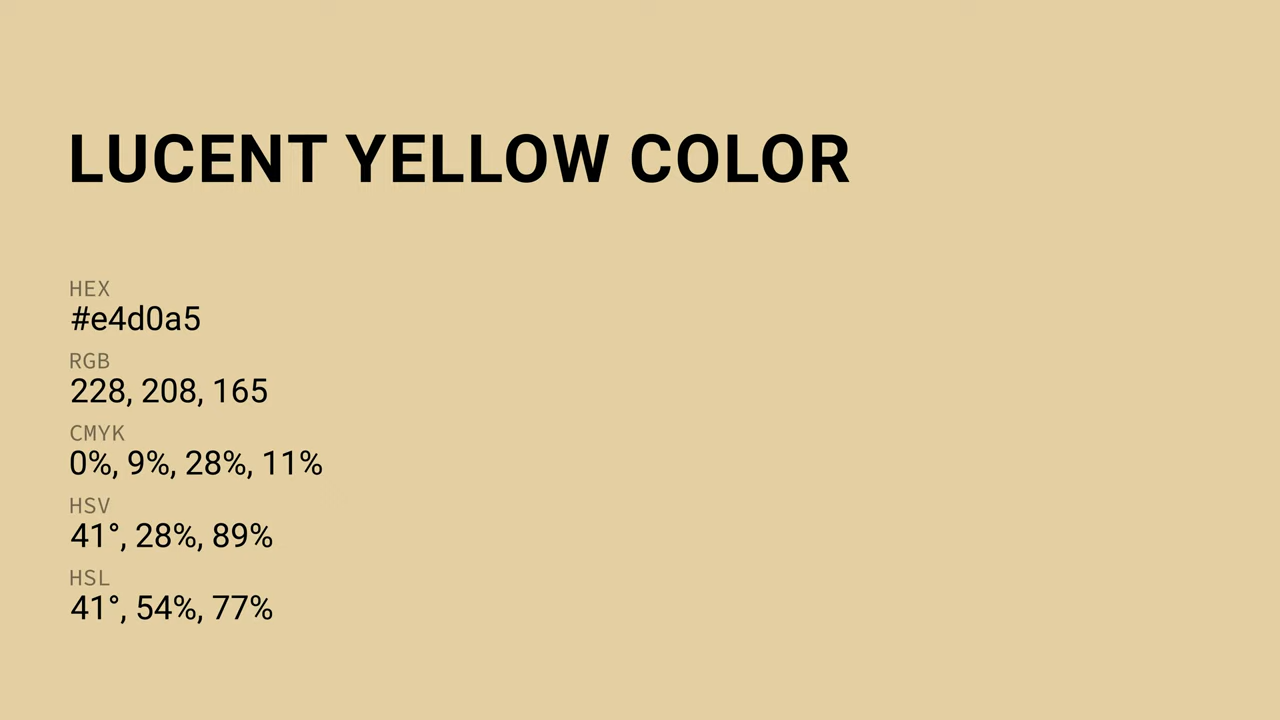 LUCENT YELLOW COLOR
HEX
#e4d0a5
RGB
228, 208, 165
CMYK
0%, 9%, 28%, 11%
HSV
41°, 28%, 89%
HSL
41°, 54%, 77%